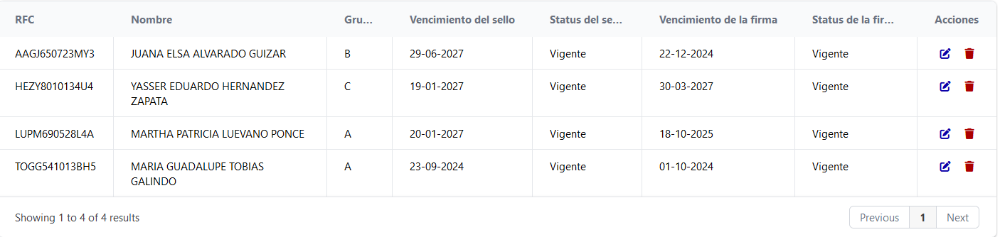 RFC Nombre Gru... Vencimiento del sello Status del se... Vencimiento de la firma Status de la fir... Acciones
AAGJ650723MY3 JUANA ELSA ALVARADO GUIZAR B 29-06-2027 Vigente 22-12-2024 Vigente
HEZY8010134U4 YASSER EDUARDO HERNANDEZ C 19-01-2027 Vigente 30-03-2027 Vigente
ZAPATA
LUPM690528L4A MARTHA PATRICIA LUEVANO PONCE A 20-01-2027 Vigente 18-10-2025 Vigente
TOGG541013BH5 MARIA GUADALUPE TOBIAS A 23-09-2024 Vigente 01-10-2024 Vigente
GALINDO
Showing 1 to 4 of 4 results Previous 1 Next